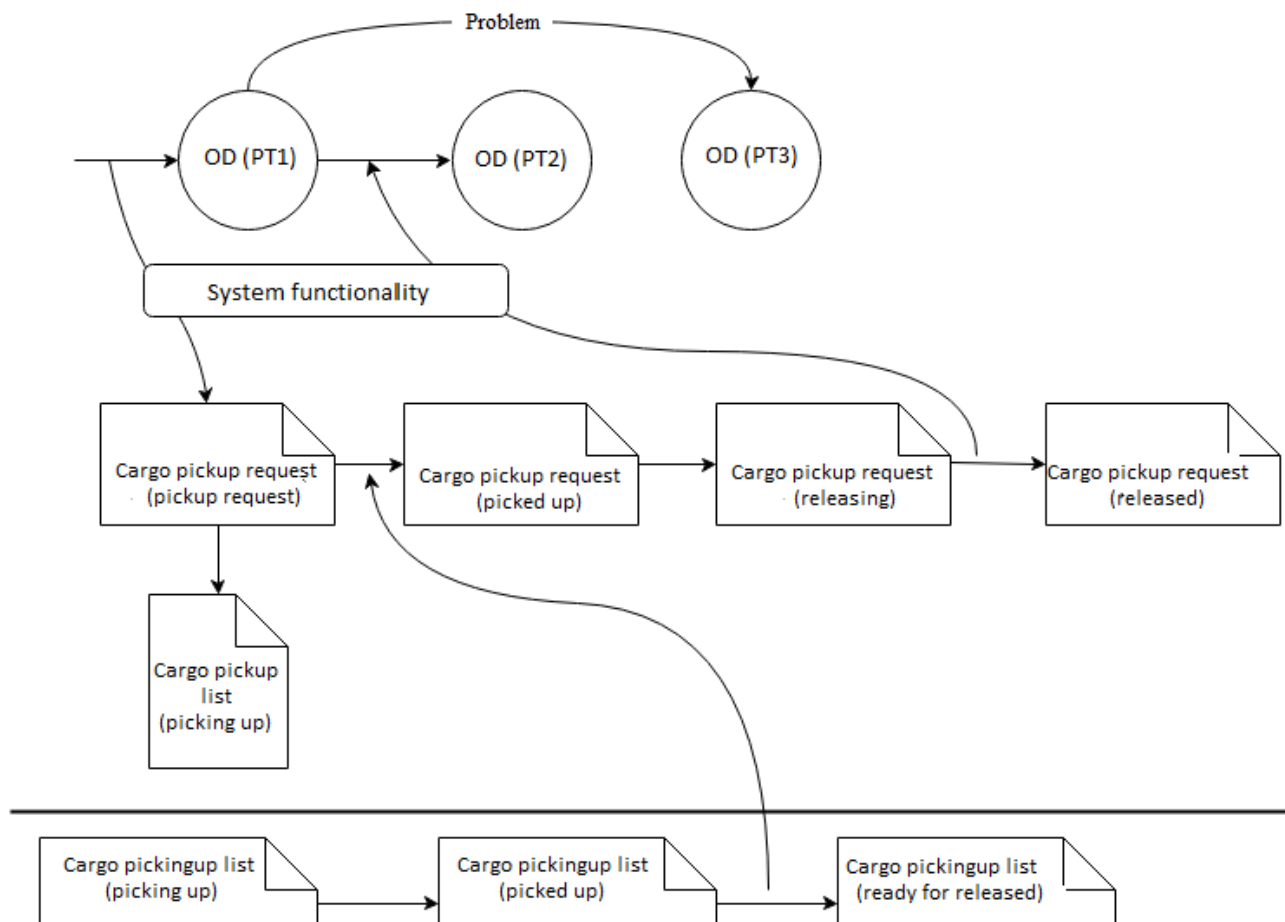 Problem
OD (PT1)
OD (PT2)
OD (PT3)
System functionality
Cargo pickup request
(pickup request)
Cargo pickup request
(picked up)
Cargo pickup request
(releasing)
Cargo pickup request
(released)
Cargo pickup
list
(picking up)
Cargo pickingup list
(picking up)
Cargo pickingup list
(picked up)
Cargo pickingup list
(ready for released)